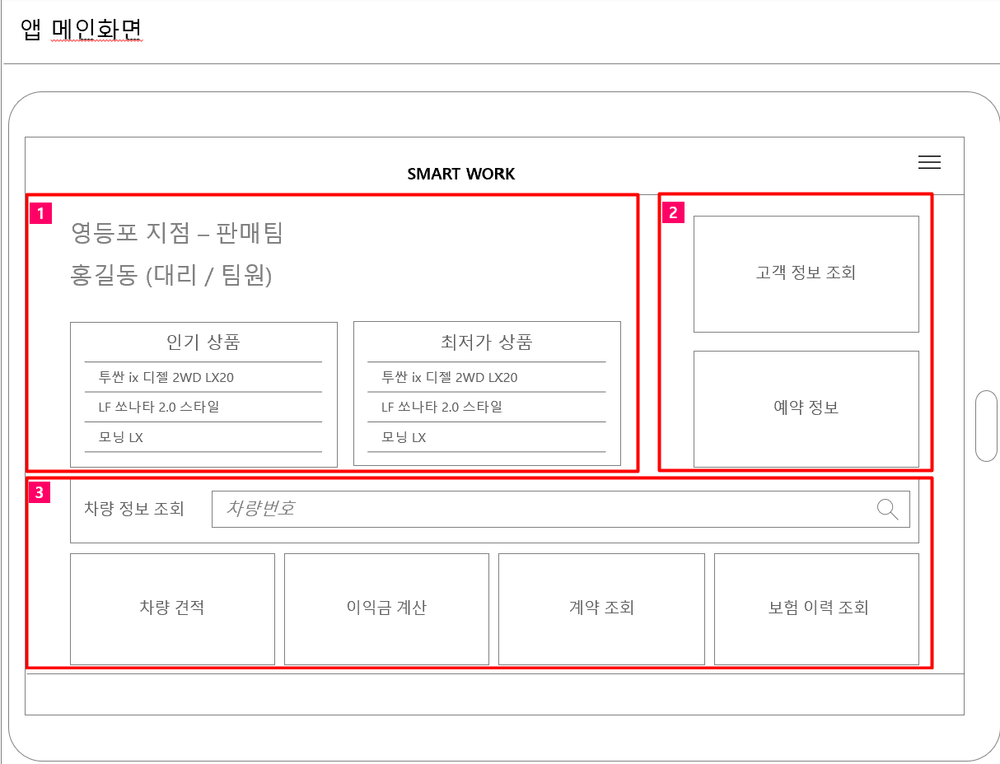 앱 메인화면
SMART WORK
1
영등포 지점 – 판매팀
홍길동 (대리 / 팀원)
인기 상품
투싼 ix 디젤 2WD LX20
LF 쏘나타 2.0 스타일
모닝 LX
최저가 상품
투싼 ix 디젤 2WD LX20
LF 쏘나타 2.0 스타일
모닝 LX
2
고객 정보 조회
예약 정보
3
차량 정보 조회
차량번호
차량 견적
이익금 계산
계약 조회
보험 이력 조회